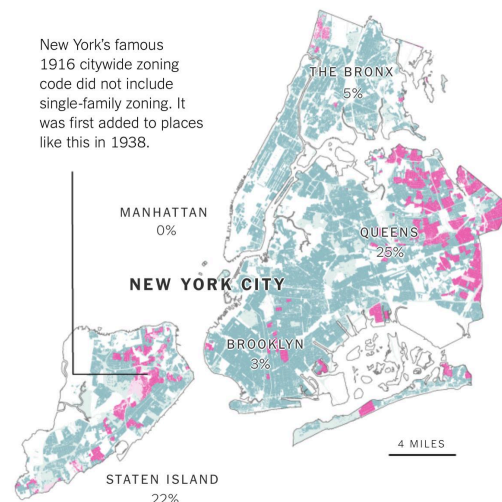 New York's famous
1916 citywide zoning
code did not include
single-family zoning. It
was first added to places
like this in 1938.
THE BRONX
5%
MANHATTAN
0%
QUEENS
25%
NEW YORK CITY
BROOKLYN
3%
4 MILES
STATEN ISLAND
22%